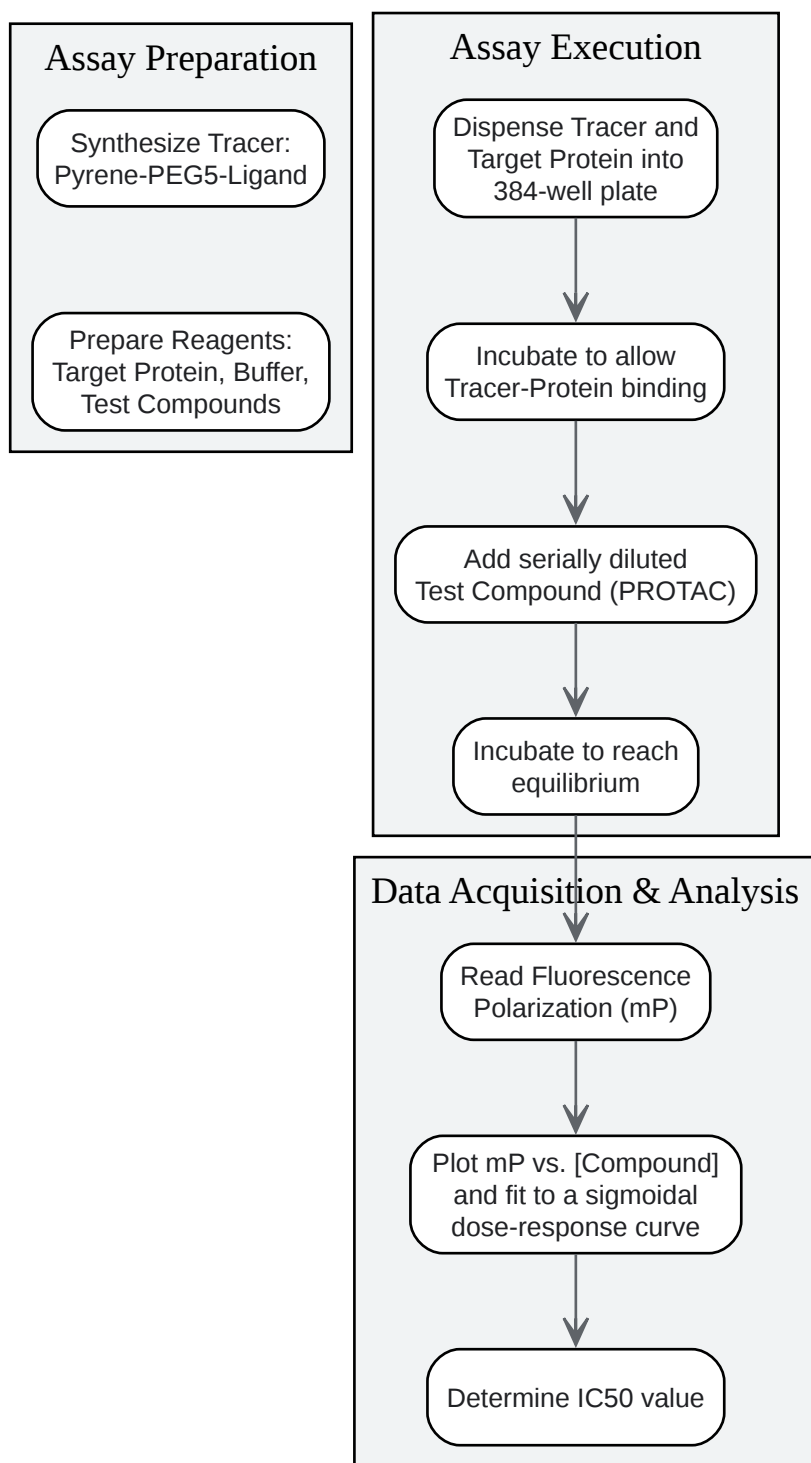 Assay Preparation
Synthesize Tracer:
Pyrene-PEG5-Ligand
Prepare Reagents:
Target Protein, Buffer,
Test Compounds
Assay Execution
Dispense Tracer and
Target Protein into
384-well plate
Incubate to allow
Tracer-Protein binding
Add serially diluted
Test Compound (PROTAC)
Incubate to reach
equilibrium
Data Acquisition & Analysis
Read Fluorescence
Polarization (mP)
Plot mP vs. [Compound]
and fit to a sigmoidal
dose-response curve
Determine IC50 value